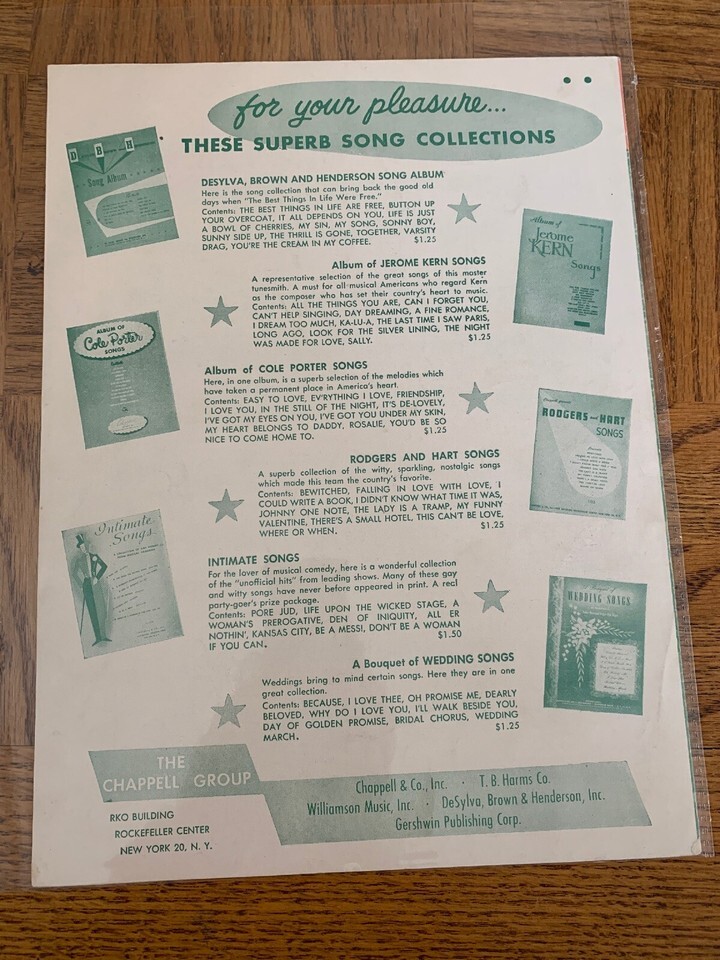 for your pleasure...
THESE SUPERB SONG COLLECTIONS
DESYLVA, BROWN AND HENDERSON SONG ALBUM
Here is the song collection that can bring back the good old
days when "The Best Things In Life Were Free."
Contents: THE BEST THINGS IN LIFE ARE FREE, BUTTON UP
YOUR OVERCOAT, IT ALL DEPENDS ON YOU, LIFE IS JUST
A BOWL OF CHERRIES, MY SIN, MY SONG, SONNY BOY,
SUNNY SIDE UP, THE THRILL IS GONE, TOGETHER, VARSITY
DRAG, YOU'RE THE CREAM IN MY COFFEE. $1.25
D B H
Song Album
Album of JEROME KERN SONGS
A representative selection of the great songs of this master
tunesmith. A must for all musical Americans who regard Kern
as the composer who has set their country's heart to music.
Contents: ALL THE THINGS YOU ARE, CAN I FORGET YOU,
CAN'T HELP SINGING, DAY DREAMING, A FINE ROMANCE,
I DREAM TOO MUCH, KA-LU-A, THE LAST TIME I SAW PARIS,
LONG AGO, LOOK FOR THE SILVER LINING, THE NIGHT
WAS MADE FOR LOVE, SALLY. $1.25
Album of
Jerome
KERN
Songs
Album of COLE PORTER SONGS
Here, in one album, is a superb selection of the melodies which
have taken a permanent place in America's heart.
Contents: EASY TO LOVE, EV'RYTHING I LOVE, FRIENDSHIP,
I LOVE YOU, IN THE STILL OF THE NIGHT, IT'S DE-LOVELY,
I'VE GOT MY EYES ON YOU, I'VE GOT YOU UNDER MY SKIN,
MY HEART BELONGS TO DADDY, ROSALIE, YOU'D BE SO
NICE TO COME HOME TO. $1.25
ALBUM OF
Cole Porter
SONGS
RODGERS AND HART SONGS
A superb collection of the witty, sparkling, nostalgic songs
which made this team the country's favorite.
Contents: BEWITCHED, FALLING IN LOVE WITH LOVE, I
COULD WRITE A BOOK, I DIDN'T KNOW WHAT TIME IT WAS,
JOHNNY ONE NOTE, THE LADY IS A TRAMP, MY FUNNY
VALENTINE, THERE'S A SMALL HOTEL, THIS CAN'T BE LOVE,
WHERE OR WHEN. $1.25
RODGERS and HART
SONGS
INTIMATE SONGS
For the lover of musical comedy, here is a wonderful collection
of the "unofficial hits" from leading shows. Many of these gay
and witty songs have never before appeared in print. A real
party-goer's prize package.
Contents: PORE JUD, LIFE UPON THE WICKED STAGE, A
WOMAN'S PREROGATIVE, DEN OF INIQUITY, ALL ER
NOTHIN', KANSAS CITY, BE A MESS!, DON'T BE A WOMAN
IF YOU CAN. $1.50
Intimate
Songs
A Bouquet of WEDDING SONGS
Weddings bring to mind certain songs. Here they are in one
great collection.
Contents: BECAUSE, I LOVE THEE, OH PROMISE ME, DEARLY
BELOVED, WHY DO I LOVE YOU, I'LL WALK BESIDE YOU,
DAY OF GOLDEN PROMISE, BRIDAL CHORUS, WEDDING
MARCH. $1.25
WEDDING SONGS
THE
CHAPPELL GROUP
RKO BUILDING
ROCKEFELLER CENTER
NEW YORK 20, N. Y.
Chappell & Co., Inc. · T. B. Harms Co.
Williamson Music, Inc. · DeSylva, Brown & Henderson, Inc.
Gershwin Publishing Corp.